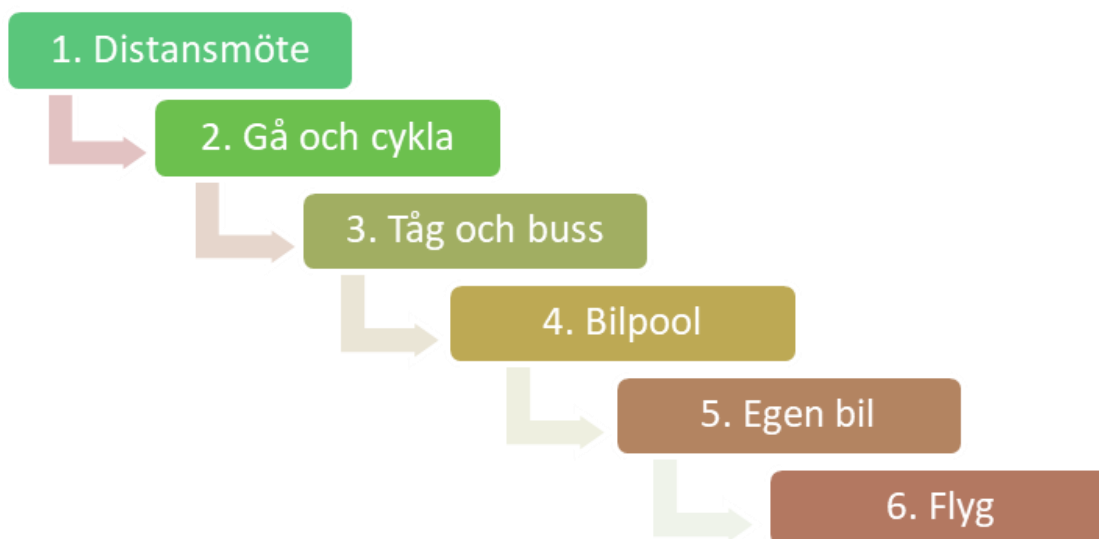 1. Distansmöte
2. Gå och cykla
3. Tåg och buss
4. Bilpool
5. Egen bil
6. Flyg